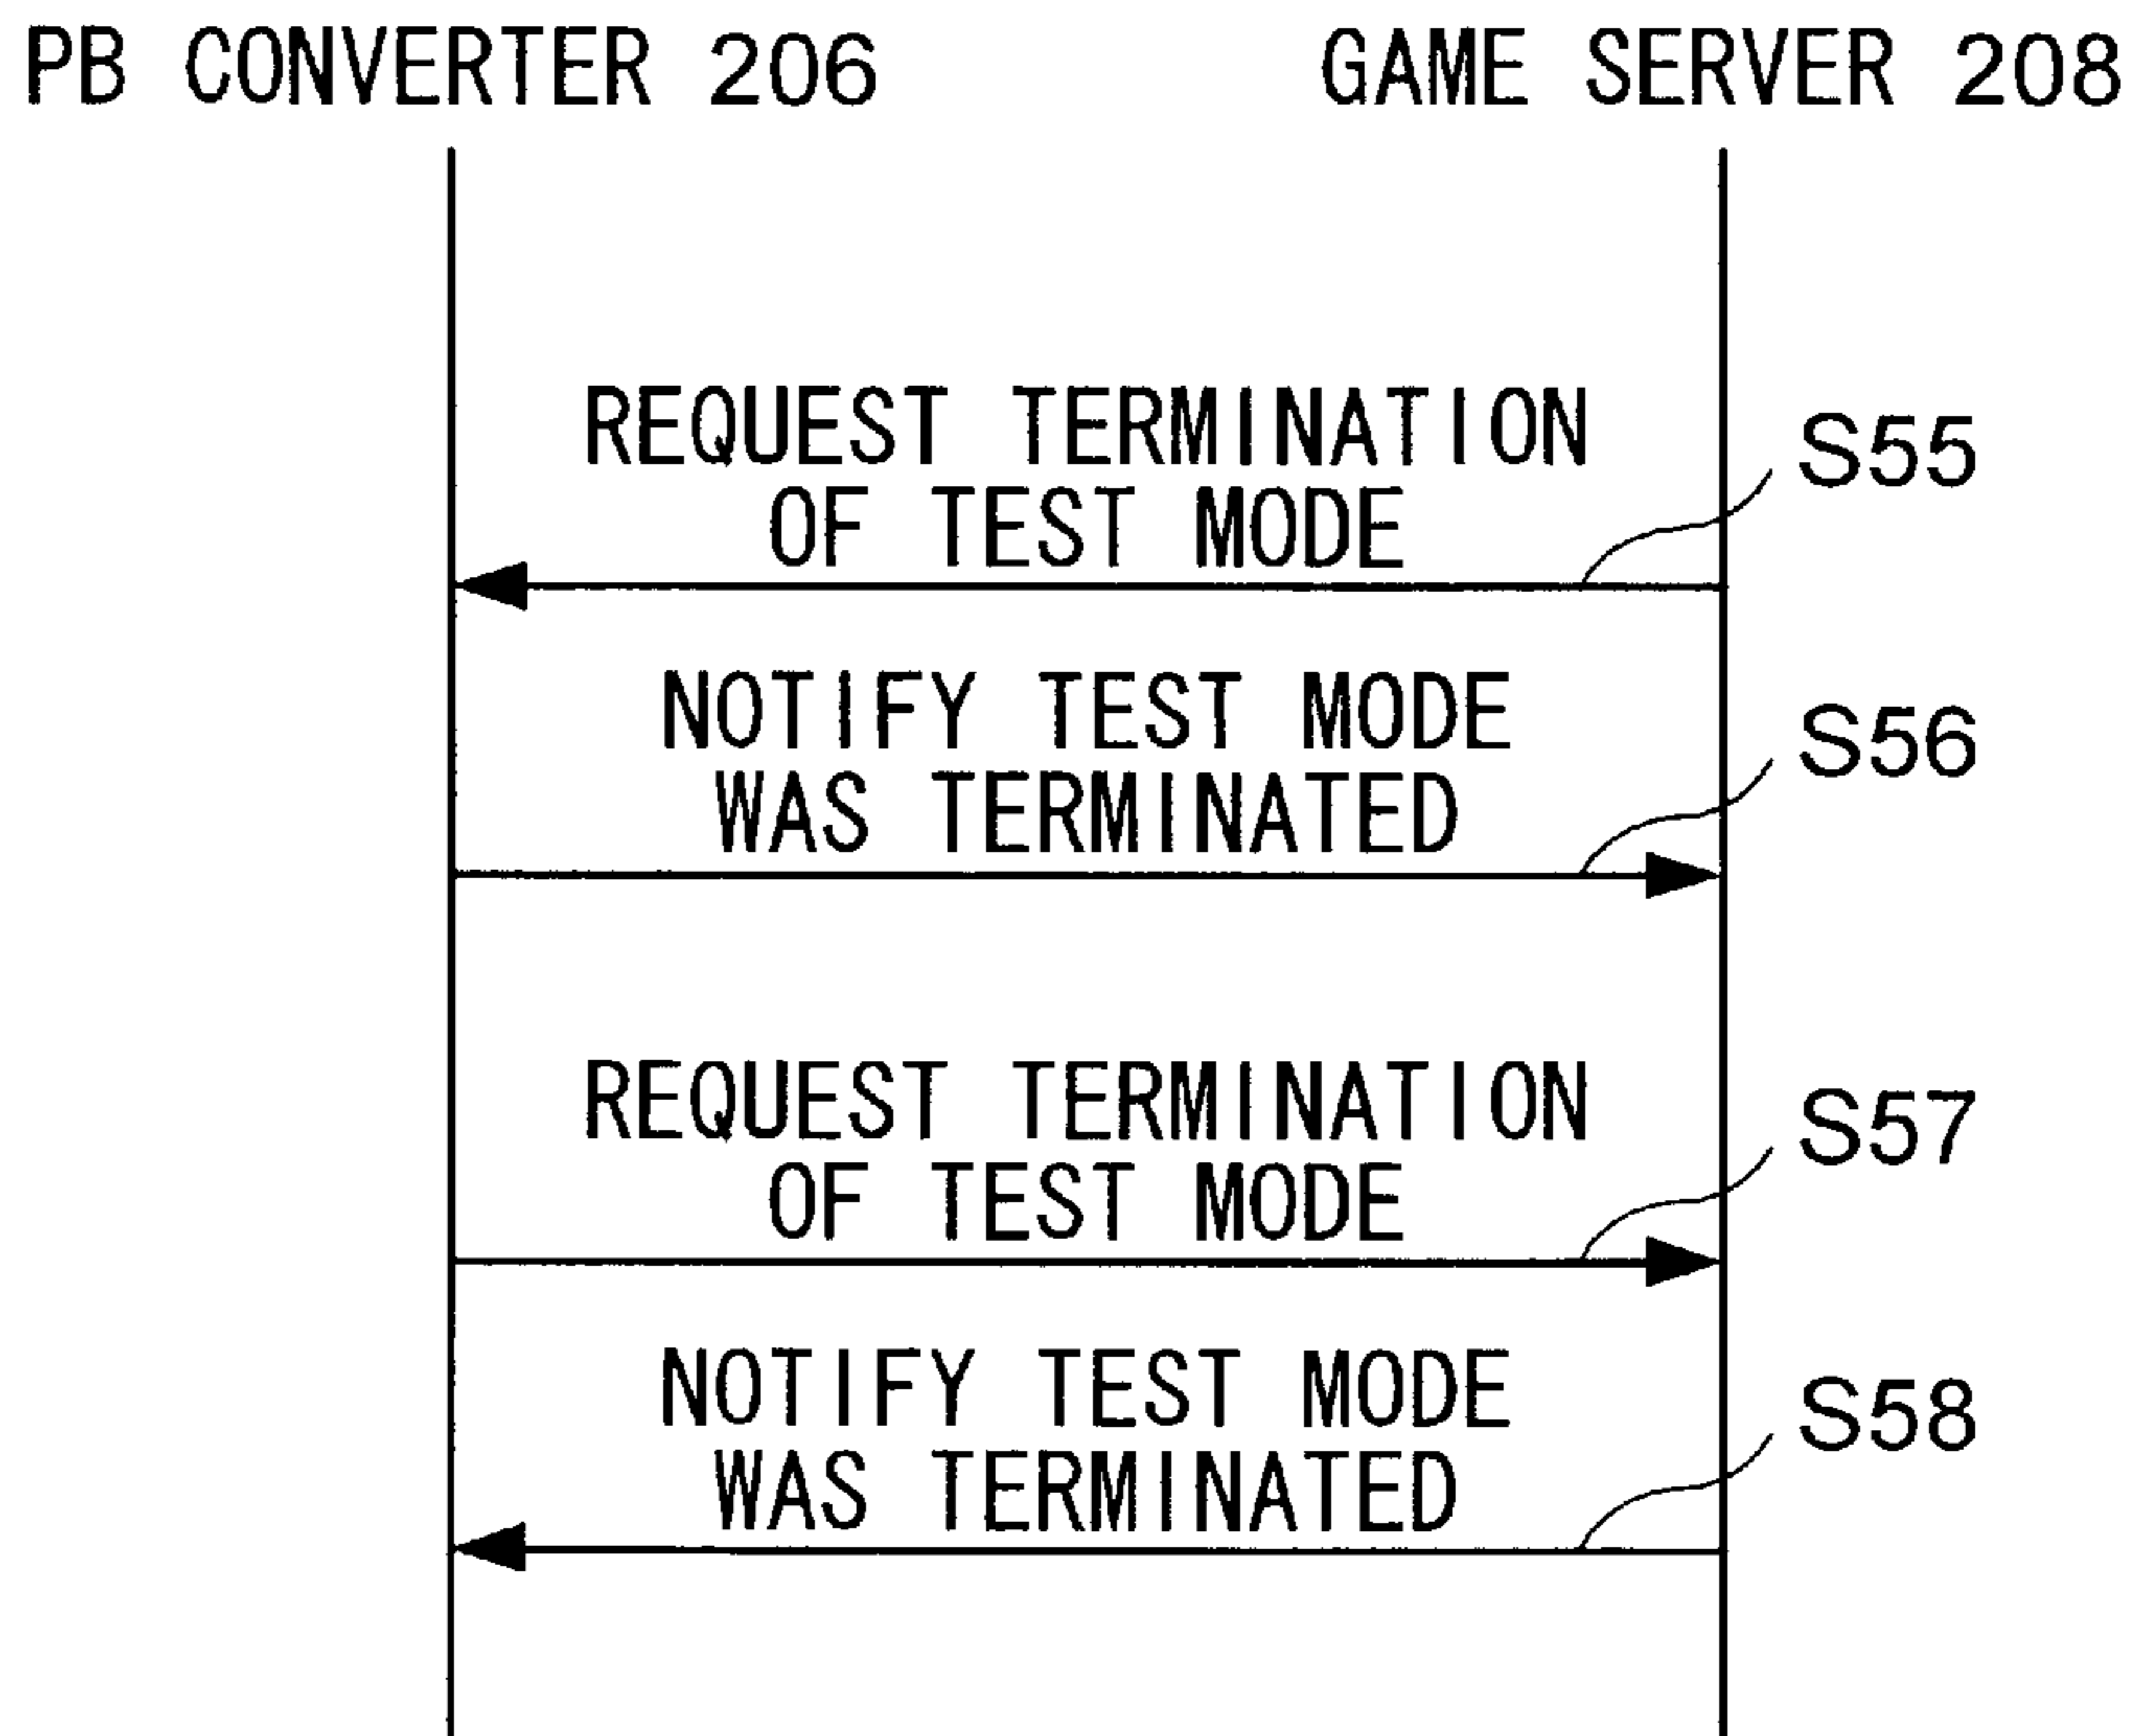 PB CONVERTER 206 GAME SERVER 208
REQUEST TERMINATION
OF TEST MODE
S55
NOTIFY TEST MODE
WAS TERMINATED
S56
REQUEST TERMINATION
OF TEST MODE
S57
NOTIFY TEST MODE
WAS TERMINATED
S58